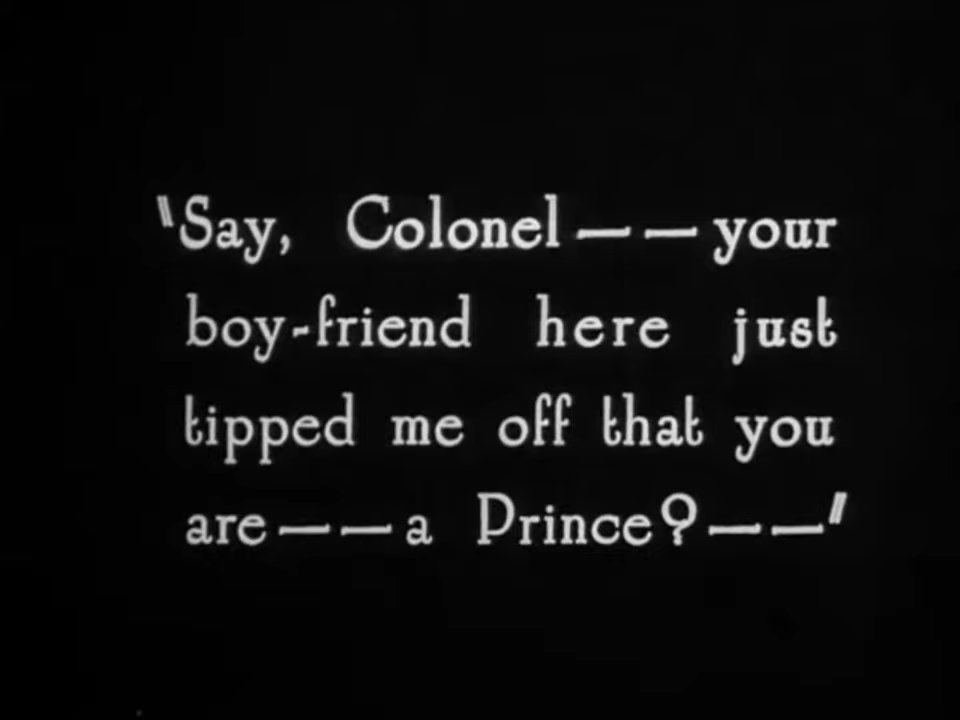 "Say, Colonel — — your
boy-friend here just
tipped me off that you
are — — a Prince? — —"